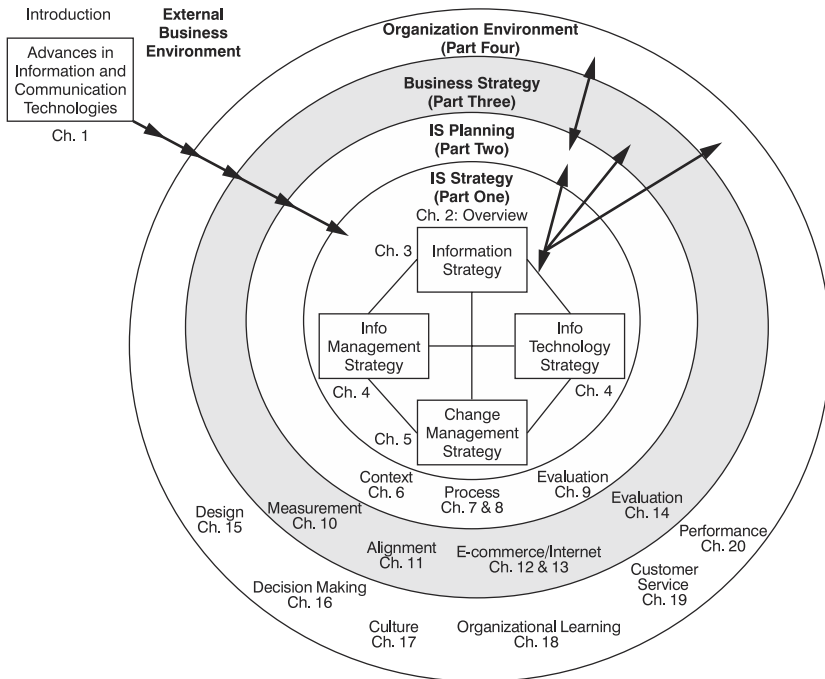 Introduction
External
Business
Environment
Advances in
Information and
Communication
Technologies
Ch. 1
Organization Environment
(Part Four)
Business Strategy
(Part Three)
IS Planning
(Part Two)
IS Strategy
(Part One)
Ch. 2: Overview
Ch. 3
Information
Strategy
Info
Management
Strategy
Ch. 4
Info
Technology
Strategy
Ch. 4
Ch. 5
Change
Management
Strategy
Context
Ch. 6
Process
Ch. 7 & 8
Evaluation
Ch. 9
Measurement
Ch. 10
Alignment
Ch. 11
E-commerce/Internet
Ch. 12 & 13
Evaluation
Ch. 14
Design
Ch. 15
Decision Making
Ch. 16
Culture
Ch. 17
Organizational Learning
Ch. 18
Customer
Service
Ch. 19
Performance
Ch. 20